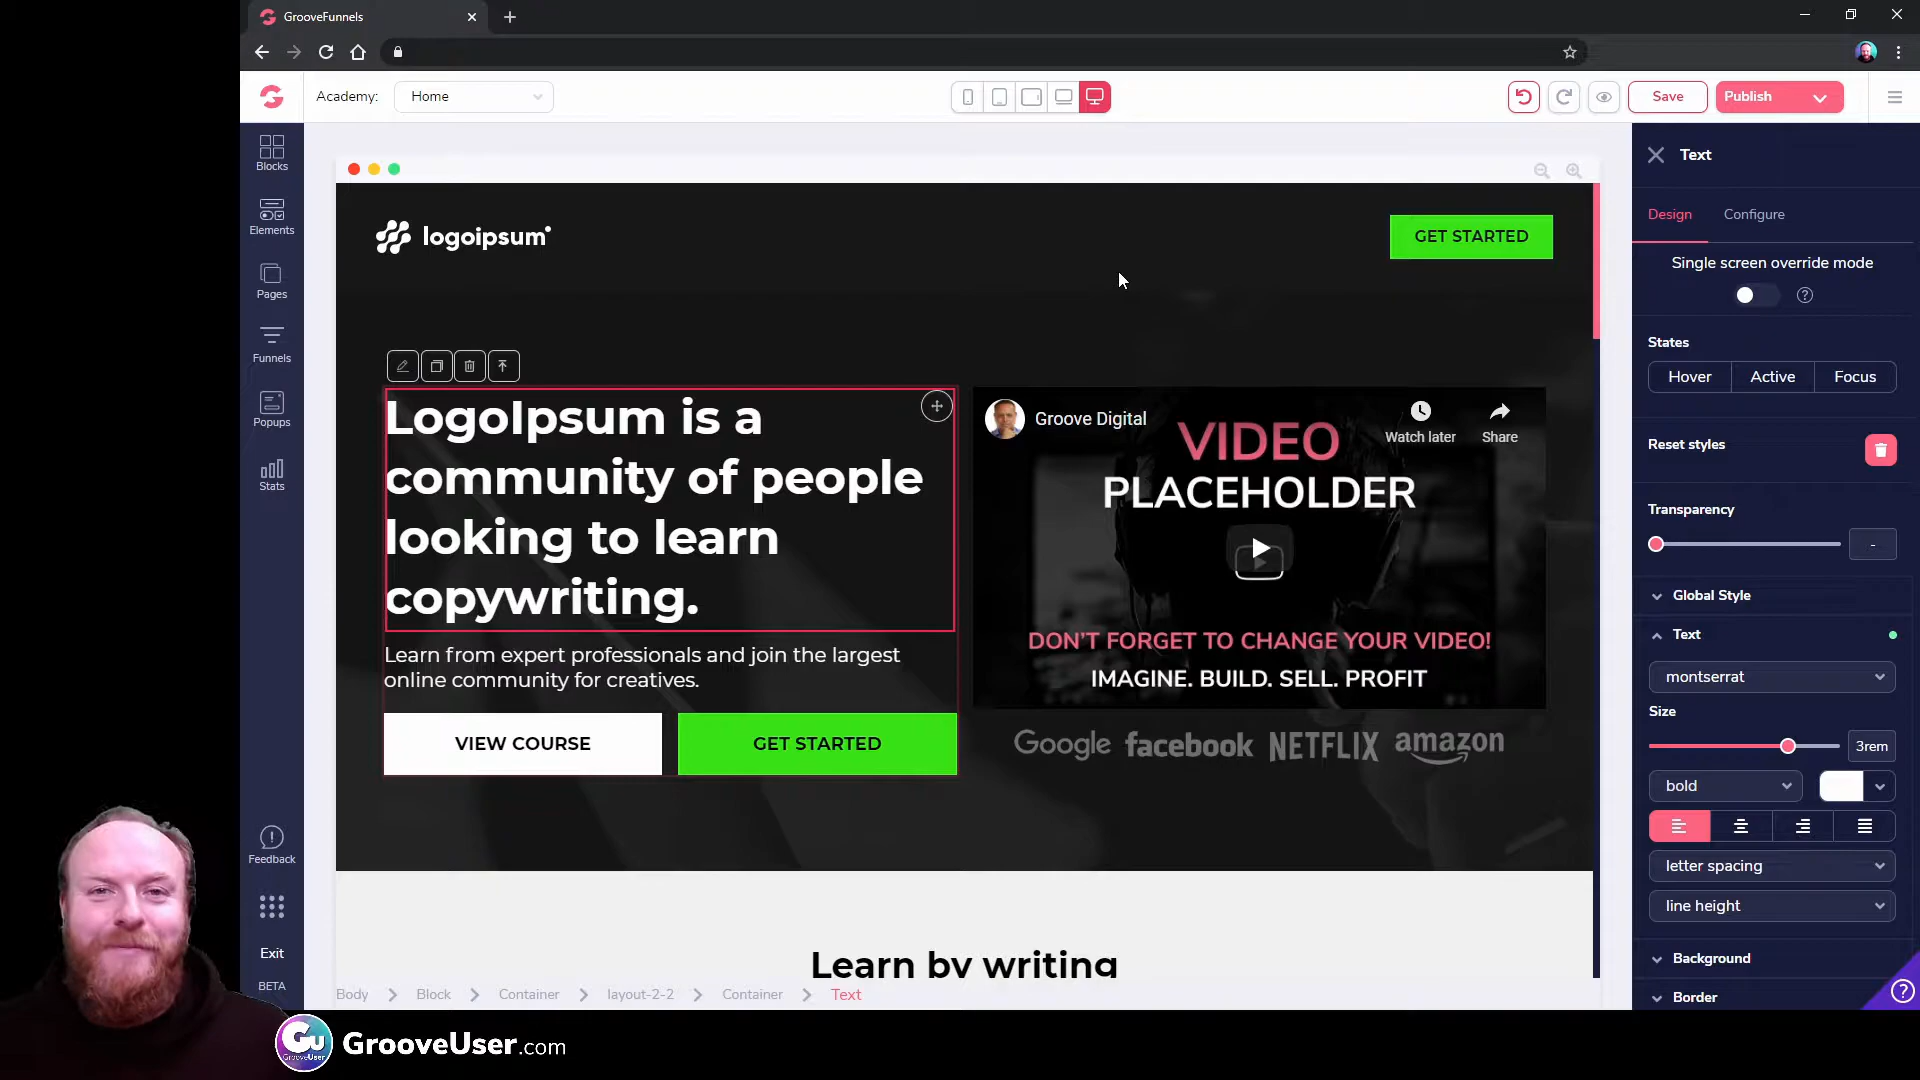 GrooveFunnels
Academy:
Home
Save
Publish
Blocks
Elements
Pages
Funnels
Popups
Stats
Feedback
Exit
BETA
logoipsum
GET STARTED
LogoIpsum is a
community of people
looking to learn
copywriting.
Learn from expert professionals and join the largest
online community for creatives.
VIEW COURSE
GET STARTED
Groove Digital
Watch later
Share
VIDEO
PLACEHOLDER
DON'T FORGET TO CHANGE YOUR VIDEO!
IMAGINE. BUILD. SELL. PROFIT
Google facebook NETFLIX amazon
Learn by writing
Body > Block > Container > layout-2-2 > Container > Text
Text
Design
Configure
Single screen override mode
?
States
Hover
Active
Focus
Reset styles
Transparency
-
Global Style
Text
montserrat
Size
3rem
bold
letter spacing
line height
Background
Border
?
Gu
GrooveUser
GrooveUser.com